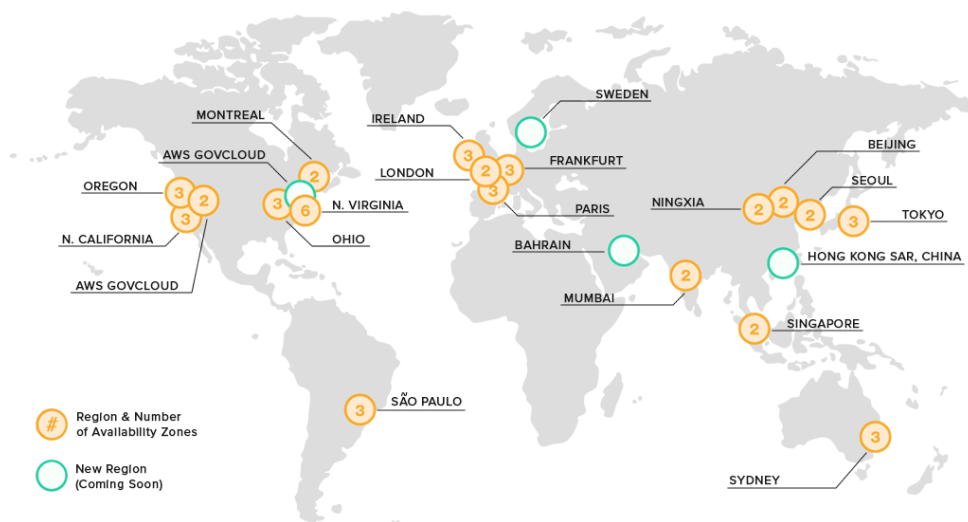 SWEDEN
MONTREAL
IRELAND
BEIJING
AWS GOVCLOUD
3
2
LONDON
2
3
FRANKFURT
SEOUL
OREGON
3
2
3
6
N. VIRGINIA
3
PARIS
NINGXIA
2
2
2
3
TOKYO
N. CALIFORNIA
3
OHIO
BAHRAIN
HONG KONG SAR, CHINA
AWS GOVCLOUD
2
MUMBAI
2
SINGAPORE
3
SÃO PAULO
# Region & Number
of Availability Zones
3
New Region
(Coming Soon)
SYDNEY